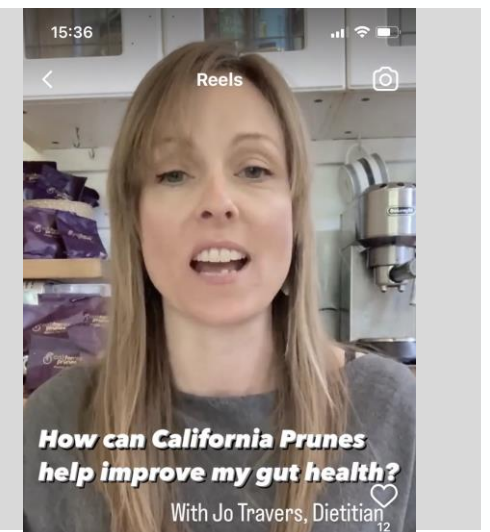 15:36
Reels
How can California Prunes
help improve my gut health?
With Jo Travers, Dietitian
12